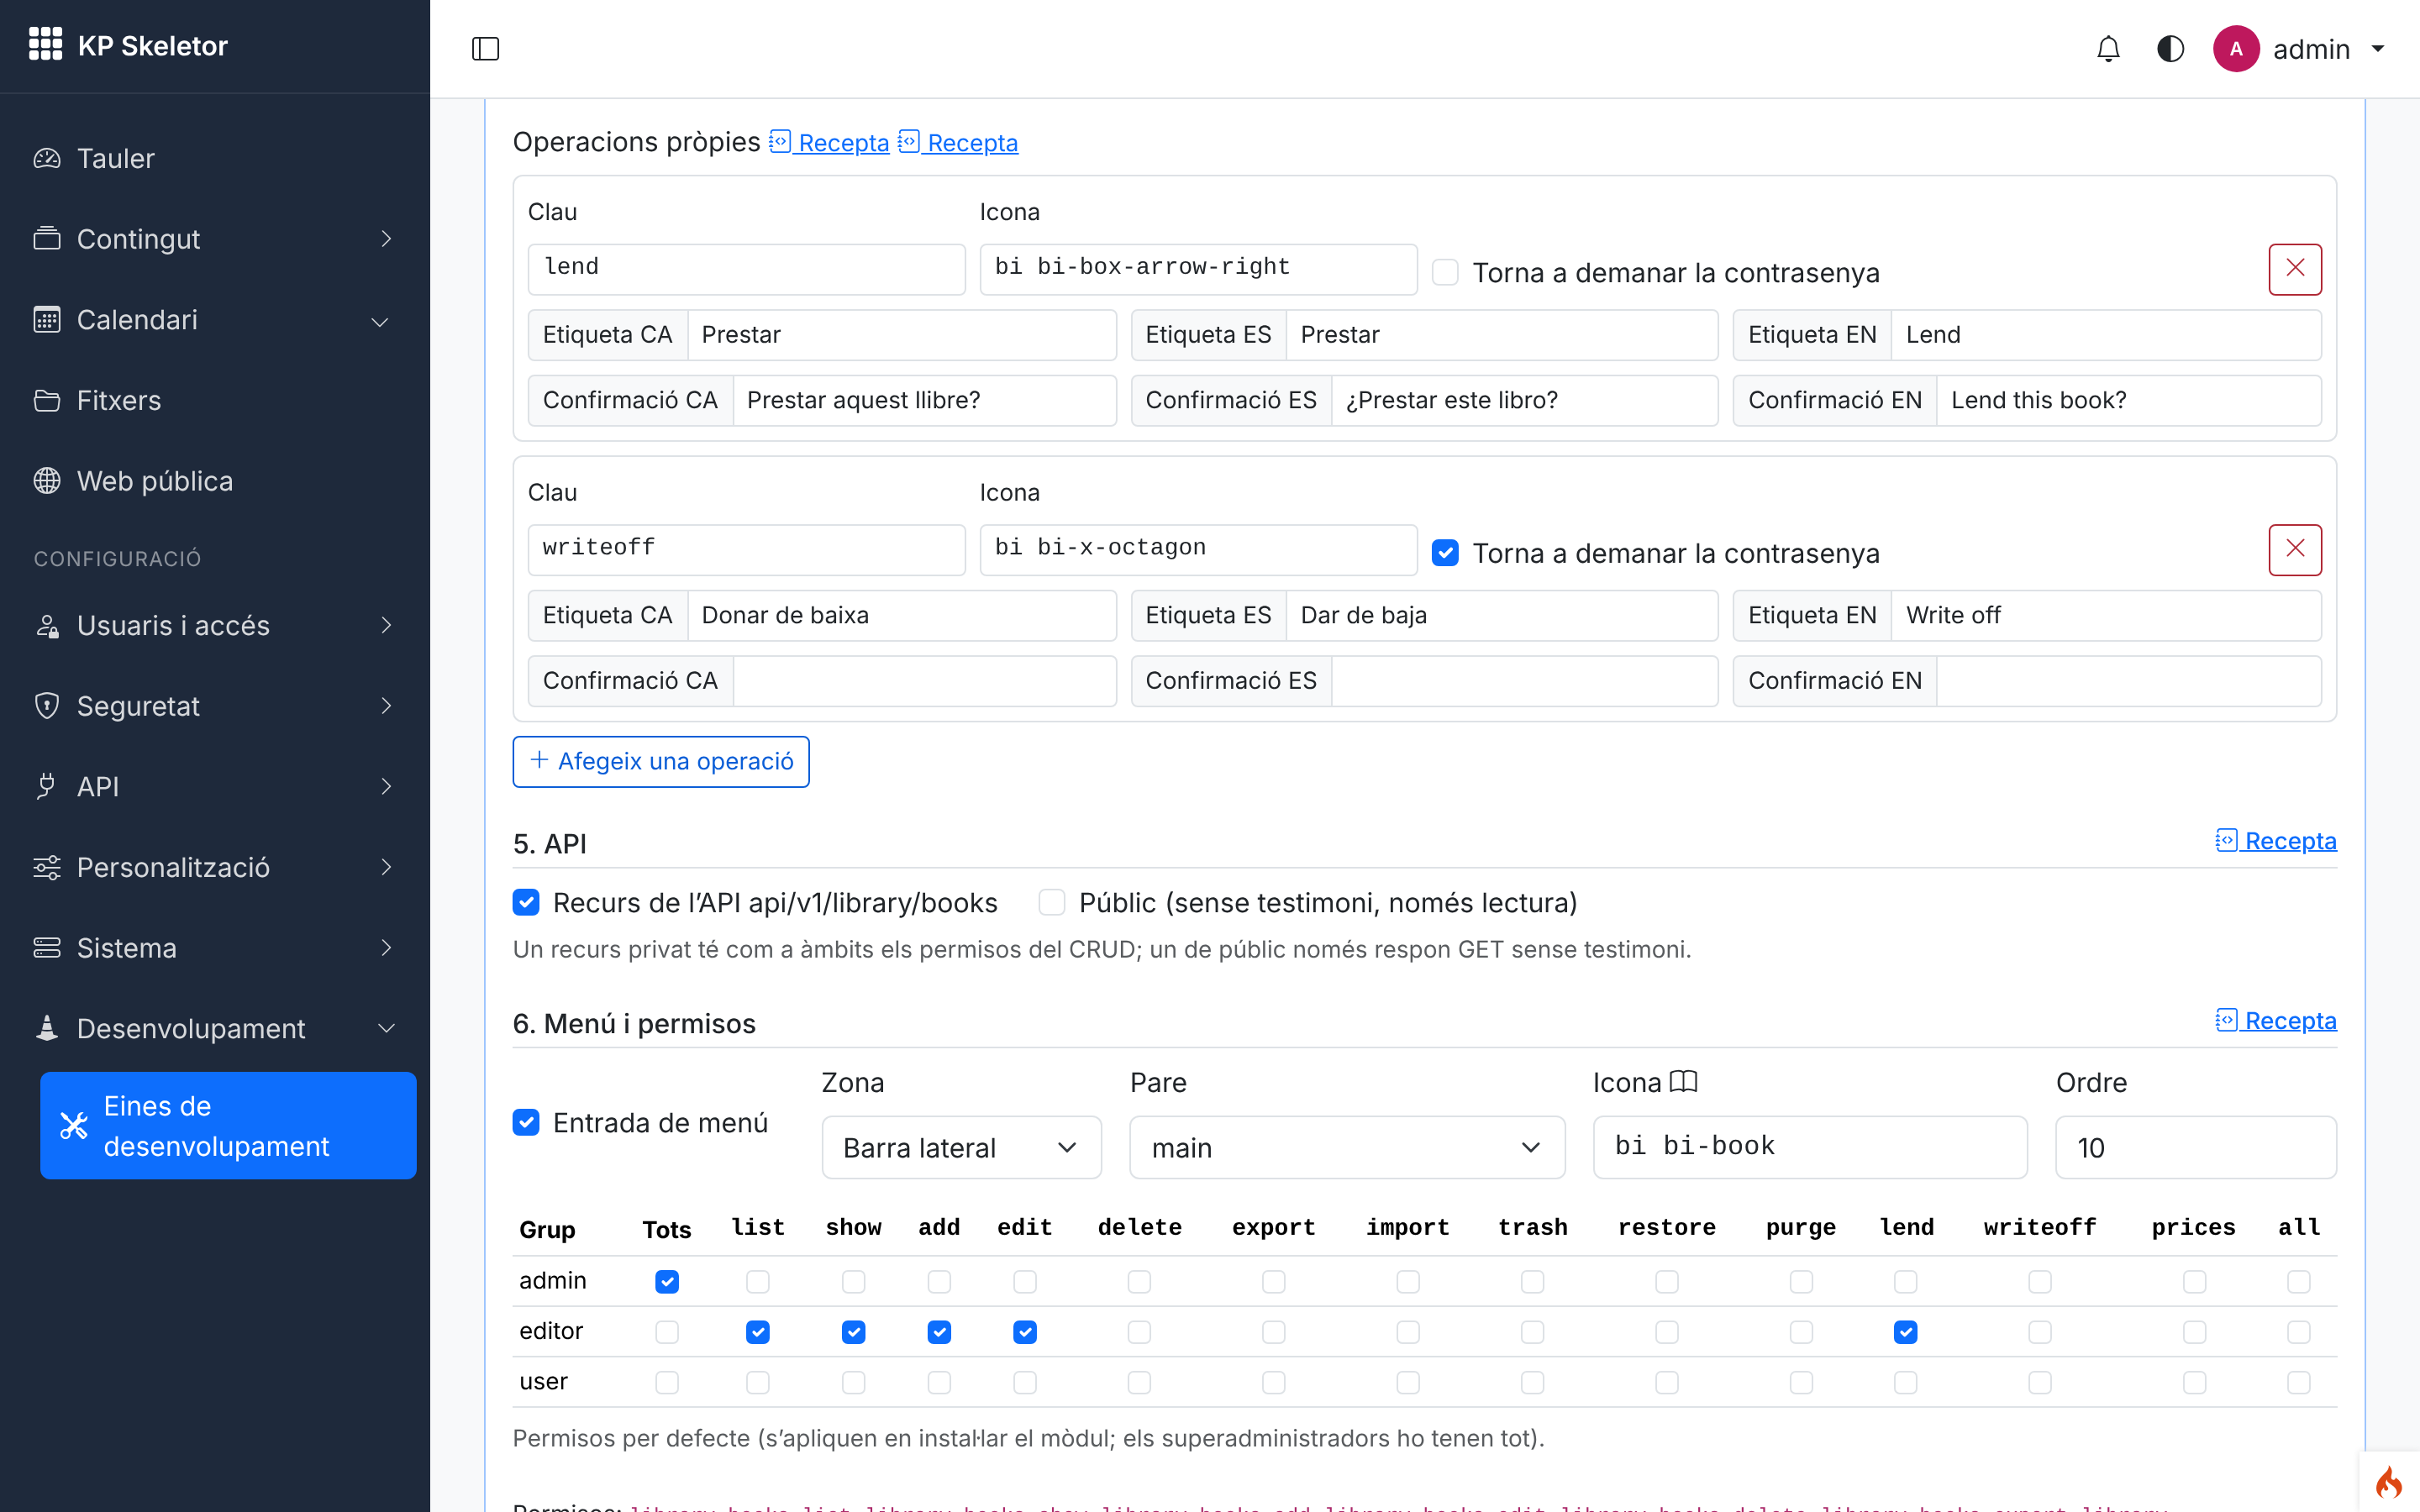 KP Skeletor
A admin
Tauler
Contingut
Calendari
Fitxers
Web pública
CONFIGURACIÓ
Usuaris i accés
Seguretat
API
Personalització
Sistema
Desenvolupament
Eines de
desenvolupament
Operacions pròpies Recepta Recepta
Clau Icona
lend bi bi-box-arrow-right Torna a demanar la contrasenya
Etiqueta CA Prestar Etiqueta ES Prestar Etiqueta EN Lend
Confirmació CA Prestar aquest llibre? Confirmació ES ¿Prestar este libro? Confirmació EN Lend this book?
Clau Icona
writeoff bi bi-x-octagon Torna a demanar la contrasenya
Etiqueta CA Donar de baixa Etiqueta ES Dar de baja Etiqueta EN Write off
Confirmació CA Confirmació ES Confirmació EN
+ Afegeix una operació
5. API Recepta
Recurs de l’API api/v1/library/books Públic (sense testimoni, només lectura)
Un recurs privat té com a àmbits els permisos del CRUD; un de públic només respon GET sense testimoni.
6. Menú i permisos Recepta
Zona Pare Icona Ordre
Entrada de menú Barra lateral main bi bi-book 10
Grup Tots list show add edit delete export import trash restore purge lend writeoff prices all
admin
editor
user
Permisos per defecte (s’apliquen en instal·lar el mòdul; els superadministradors ho tenen tot).